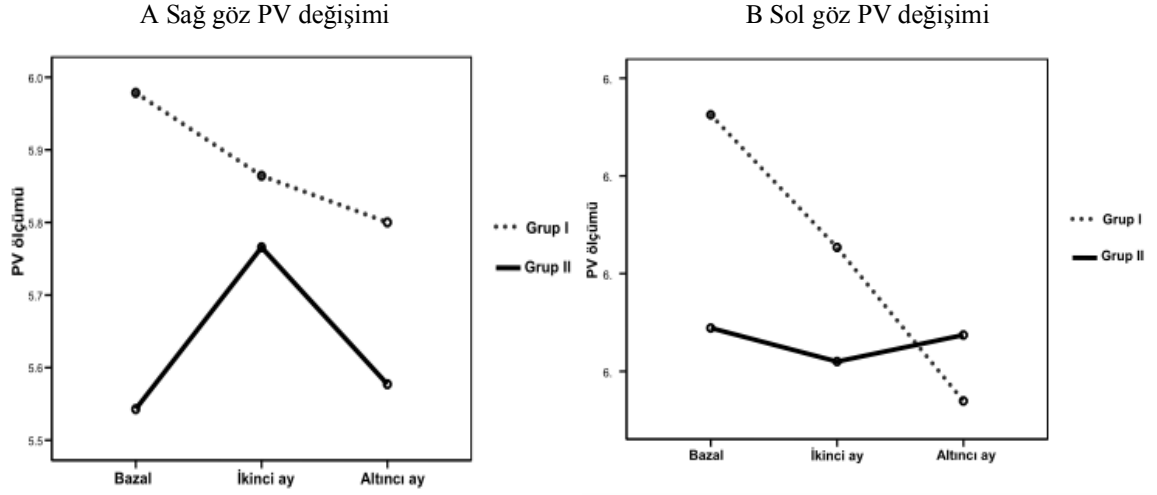 A Sağ göz PV değişimi
PV ölçümü
6.0
5.9
5.8
5.7
5.6
5.5
Bazal
İkinci ay
Altıncı ay
Grup I
Grup II
B Sol göz PV değişimi
PV ölçümü
6.
6.
6.
6.
Bazal
İkinci ay
Altıncı ay
Grup I
Grup II